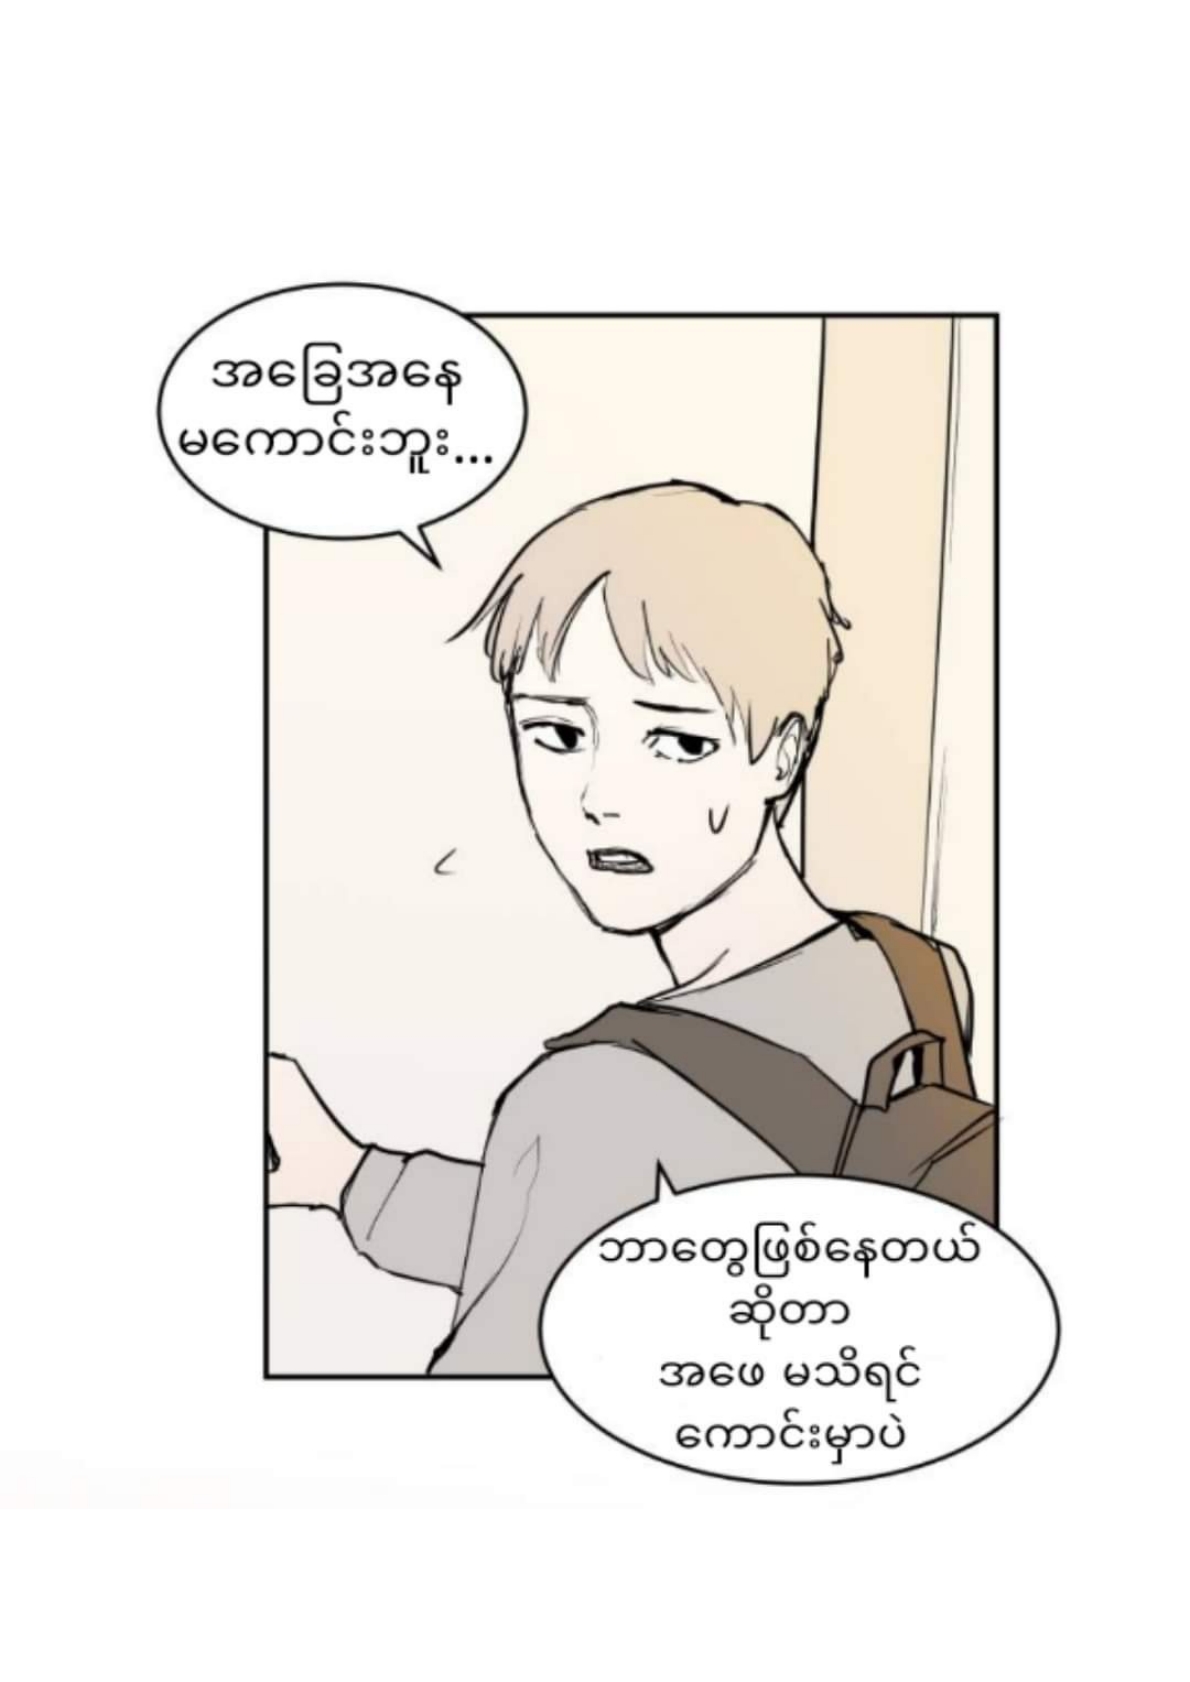 အခြေအနေ
မကောင်းဘူး...
ဘာတွေဖြစ်နေတယ်
ဆိုတာ
အဖေ မသိရင်
ကောင်းမှာပဲ